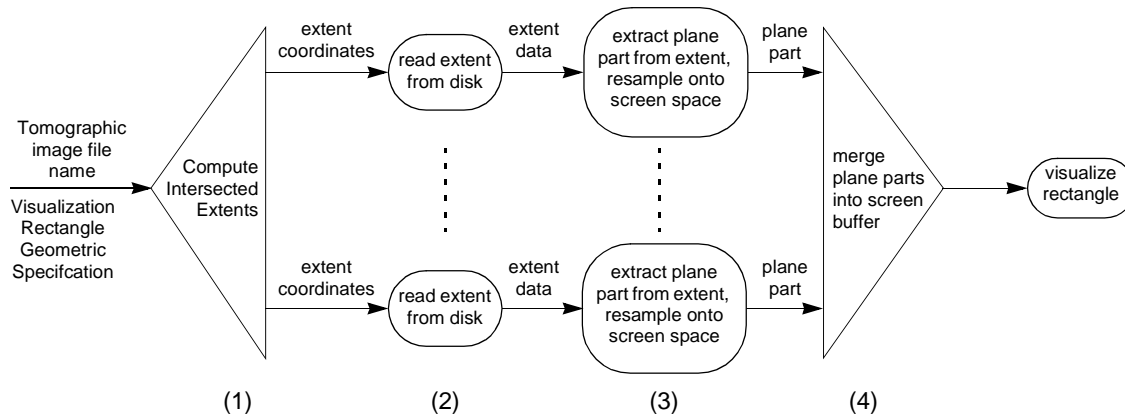 Tomographic
image file
name
Visualization
Rectangle
Geometric
Specifcation
Compute
Intersected
Extents
extent
coordinates
read extent
from disk
extent
data
extract plane
part from extent,
resample onto
screen space
plane
part
extent
coordinates
read extent
from disk
extent
data
extract plane
part from extent,
resample onto
screen space
plane
part
merge
plane parts
into screen
buffer
visualize
rectangle
(1)
(2)
(3)
(4)